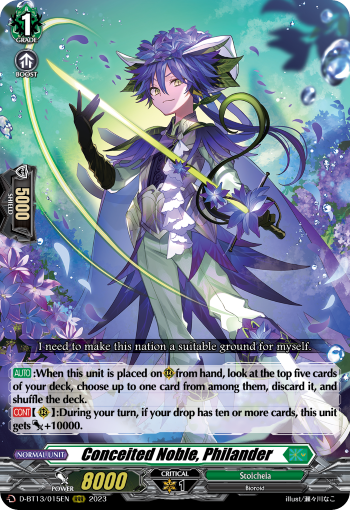 1
GRADE
BOOST
5000
SHIELD
I need to make this nation a suitable ground for myself.
AUTO:When this unit is placed on Ⓡ from hand, look at the top five cards
of your deck, choose up to one card from among them, discard it, and
shuffle the deck.
CONT【Ⓡ】:During your turn, if your drop has ten or more cards, this unit
gets +10000.
NORMAL UNIT
Conceited Noble, Philander
POWER 8000
CRITICAL
1
Stoicheia
Bioroid
D-BT13/015EN RRR 2023
illust/瀬々川なこ